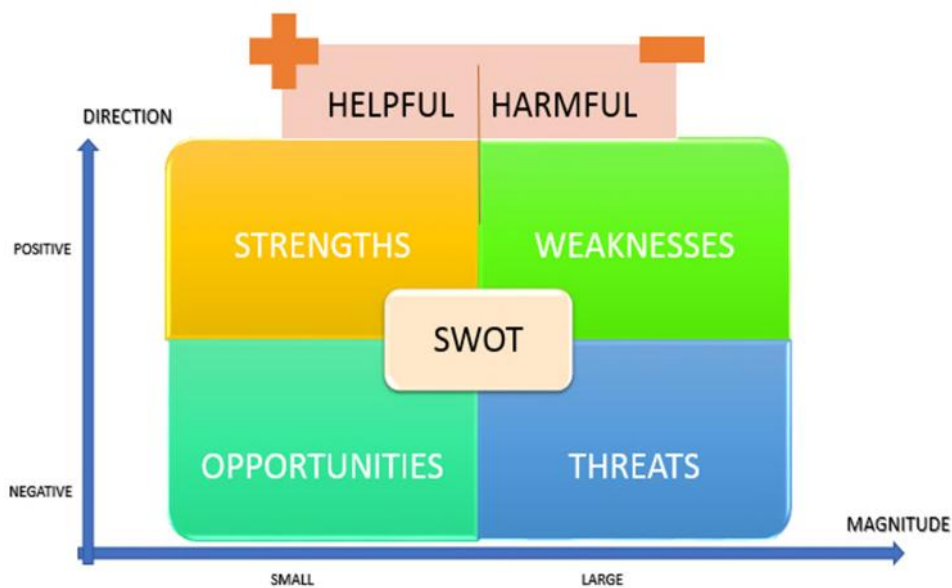 HELPFUL HARMFUL
DIRECTION
POSITIVE
STRENGTHS WEAKNESSES
SWOT
OPPORTUNITIES THREATS
NEGATIVE
MAGNITUDE
SMALL LARGE